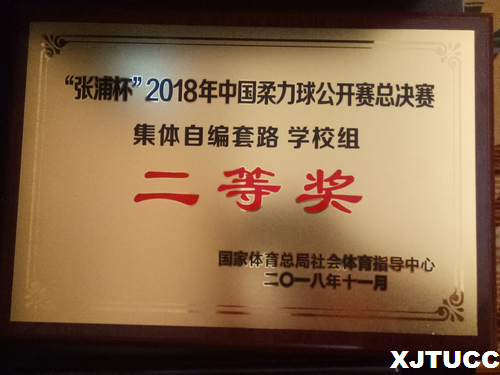 “张浦杯”2018年中国柔力球公开赛总决赛
集体自编套路 学校组
二等奖
国家体育总局社会体育指导中心
二〇一八年十一月
XJTUCC